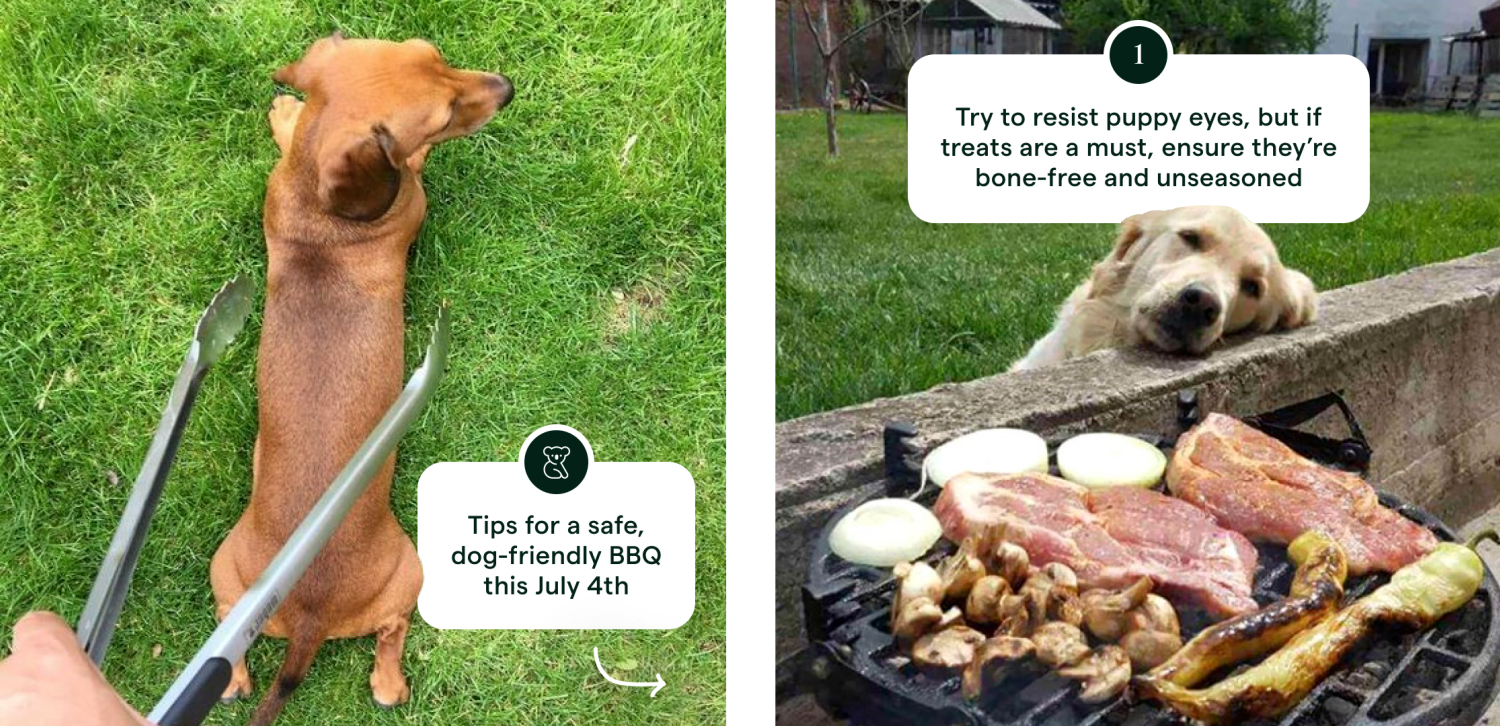 Tips for a safe,
dog-friendly BBQ
this July 4th
1
Try to resist puppy eyes, but if
treats are a must, ensure they’re
bone-free and unseasoned